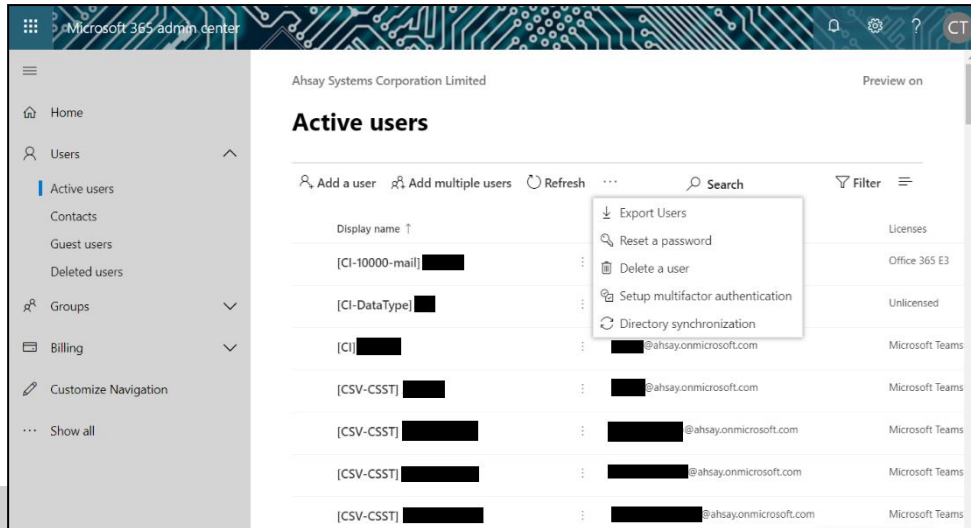 Microsoft 365 admin center
?
CT
Ahsay Systems Corporation Limited
Preview on
Home
Active users
Users
Add a user
Add multiple users
Refresh
Search
Filter
Active users
Contacts
Guest users
Deleted users
Groups
Billing
Customize Navigation
Show all
Export Users
Reset a password
Delete a user
Setup multifactor authentication
Directory synchronization
Display name ↑
Licenses
[CI-10000-mail]
Office 365 E3
[CI-DataType]
Unlicensed
[CI]
@ahsay.onmicrosoft.com
Microsoft Teams
[CSV-CSST]
@ahsay.onmicrosoft.com
Microsoft Teams
[CSV-CSST]
@ahsay.onmicrosoft.com
Microsoft Teams
[CSV-CSST]
@ahsay.onmicrosoft.com
Microsoft Teams
[CSV-CSST]
@ahsay.onmicrosoft.com
Microsoft Teams